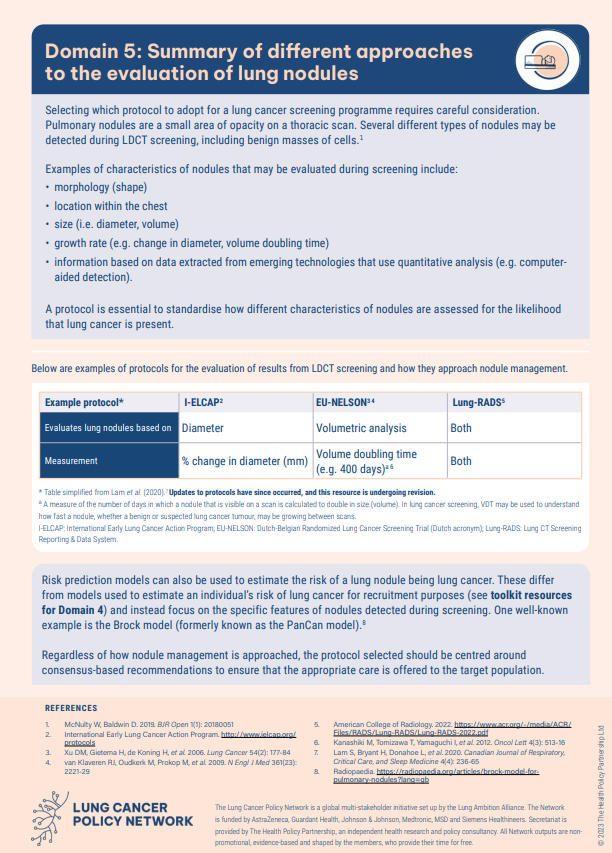 Domain 5: Summary of different approaches
to the evaluation of lung nodules
Selecting which protocol to adopt for a lung cancer screening programme requires careful consideration.
Pulmonary nodules are a small area of opacity on a thoracic scan. Several different types of nodules may be
detected during LDCT screening, including benign masses of cells.1
Examples of characteristics of nodules that may be evaluated during screening include:
• morphology (shape)
• location within the chest
• size (i.e. diameter, volume)
• growth rate (e.g. change in diameter, volume doubling time)
• information based on data extracted from emerging technologies that use quantitative analysis (e.g. computer-
aided detection).
A protocol is essential to standardise how different characteristics of nodules are assessed for the likelihood
that lung cancer is present.
Below are examples of protocols for the evaluation of results from LDCT screening and how they approach nodule management.
Example protocol* I-ELCAP2 EU-NELSON3 4 Lung-RADS5
Evaluates lung nodules based on Diameter Volumetric analysis Both
Measurement % change in diameter (mm) Volume doubling time
(e.g. 400 days)a 6 Both
* Table simplified from Lam et al. (2020).7 Updates to protocols have since occurred, and this resource is undergoing revision.
a A measure of the number of days in which a nodule that is visible on a scan is calculated to double in size (volume). In lung cancer screening, VDT may be used to understand
how fast a nodule, whether a benign or suspected lung cancer tumour, may be growing between scans.
I-ELCAP: International Early Lung Cancer Action Program; EU-NELSON: Dutch-Belgian Randomized Lung Cancer Screening Trial (Dutch acronym); Lung-RADS: Lung CT Screening
Reporting & Data System.
Risk prediction models can also be used to estimate the risk of a lung nodule being lung cancer. These differ
from models used to estimate an individual's risk of lung cancer for recruitment purposes (see toolkit resources
for Domain 4) and instead focus on the specific features of nodules detected during screening. One well-known
example is the Brock model (formerly known as the PanCan model).8
Regardless of how nodule management is approached, the protocol selected should be centred around
consensus-based recommendations to ensure that the appropriate care is offered to the target population.
REFERENCES
1. McNulty W, Baldwin D. 2019. BJR Open 1(1): 20180051
2. International Early Lung Cancer Action Program. http://www.ielcap.org/
protocols
3. Xu DM, Gietema H, de Koning H, et al. 2006. Lung Cancer 54(2): 177-84
4. van Klaveren RJ, Oudkerk M, Prokop M, et al. 2009. N Engl J Med 361(23):
2221-29
5. American College of Radiology. 2022. https://www.acr.org/-/media/ACR/
Files/RADS/Lung-RADS/Lung-RADS-2022.pdf
6. Kanashiki M, Tomizawa T, Yamaguchi I, et al. 2012. Oncol Lett 4(3): 513-16
7. Lam S, Bryant H, Donahoe L, et al. 2020. Canadian Journal of Respiratory,
Critical Care, and Sleep Medicine 4(4): 236-65
8. Radiopaedia. https://radiopaedia.org/articles/brock-model-for-
pulmonary-nodules?lang=gb
LUNG CANCER
POLICY NETWORK
The Lung Cancer Policy Network is a global multi-stakeholder initiative set up by the Lung Ambition Alliance. The Network
is funded by AstraZeneca, Guardant Health, Johnson & Johnson, Medtronic, MSD and Siemens Healthineers. Secretariat is
provided by The Health Policy Partnership, an independent health research and policy consultancy. All Network outputs are non-
promotional, evidence-based and shaped by the members, who provide their time for free.
© 2023 The Health Policy Partnership Ltd